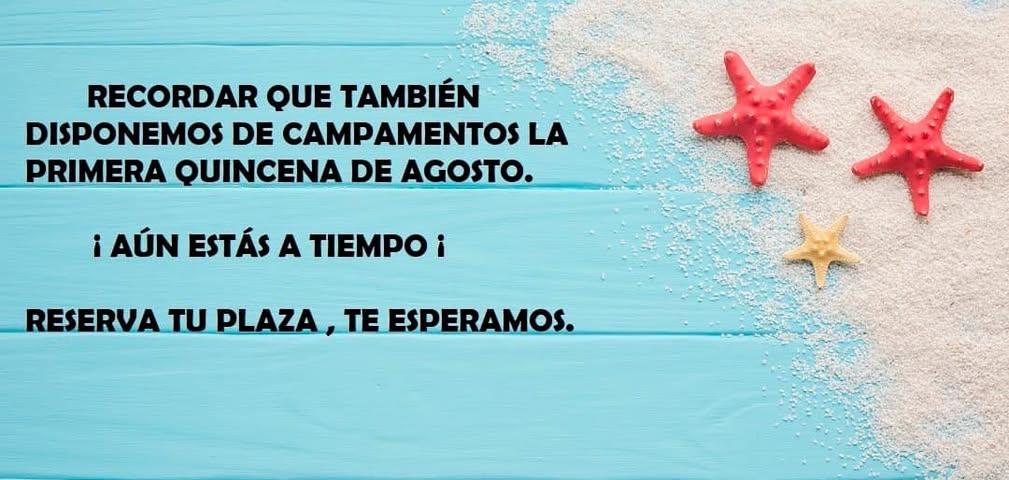 RECORDAR QUE TAMBIÉN
DISPONEMOS DE CAMPAMENTOS LA
PRIMERA QUINCENA DE AGOSTO.
¡ AÚN ESTÁS A TIEMPO ¡
RESERVA TU PLAZA , TE ESPERAMOS.